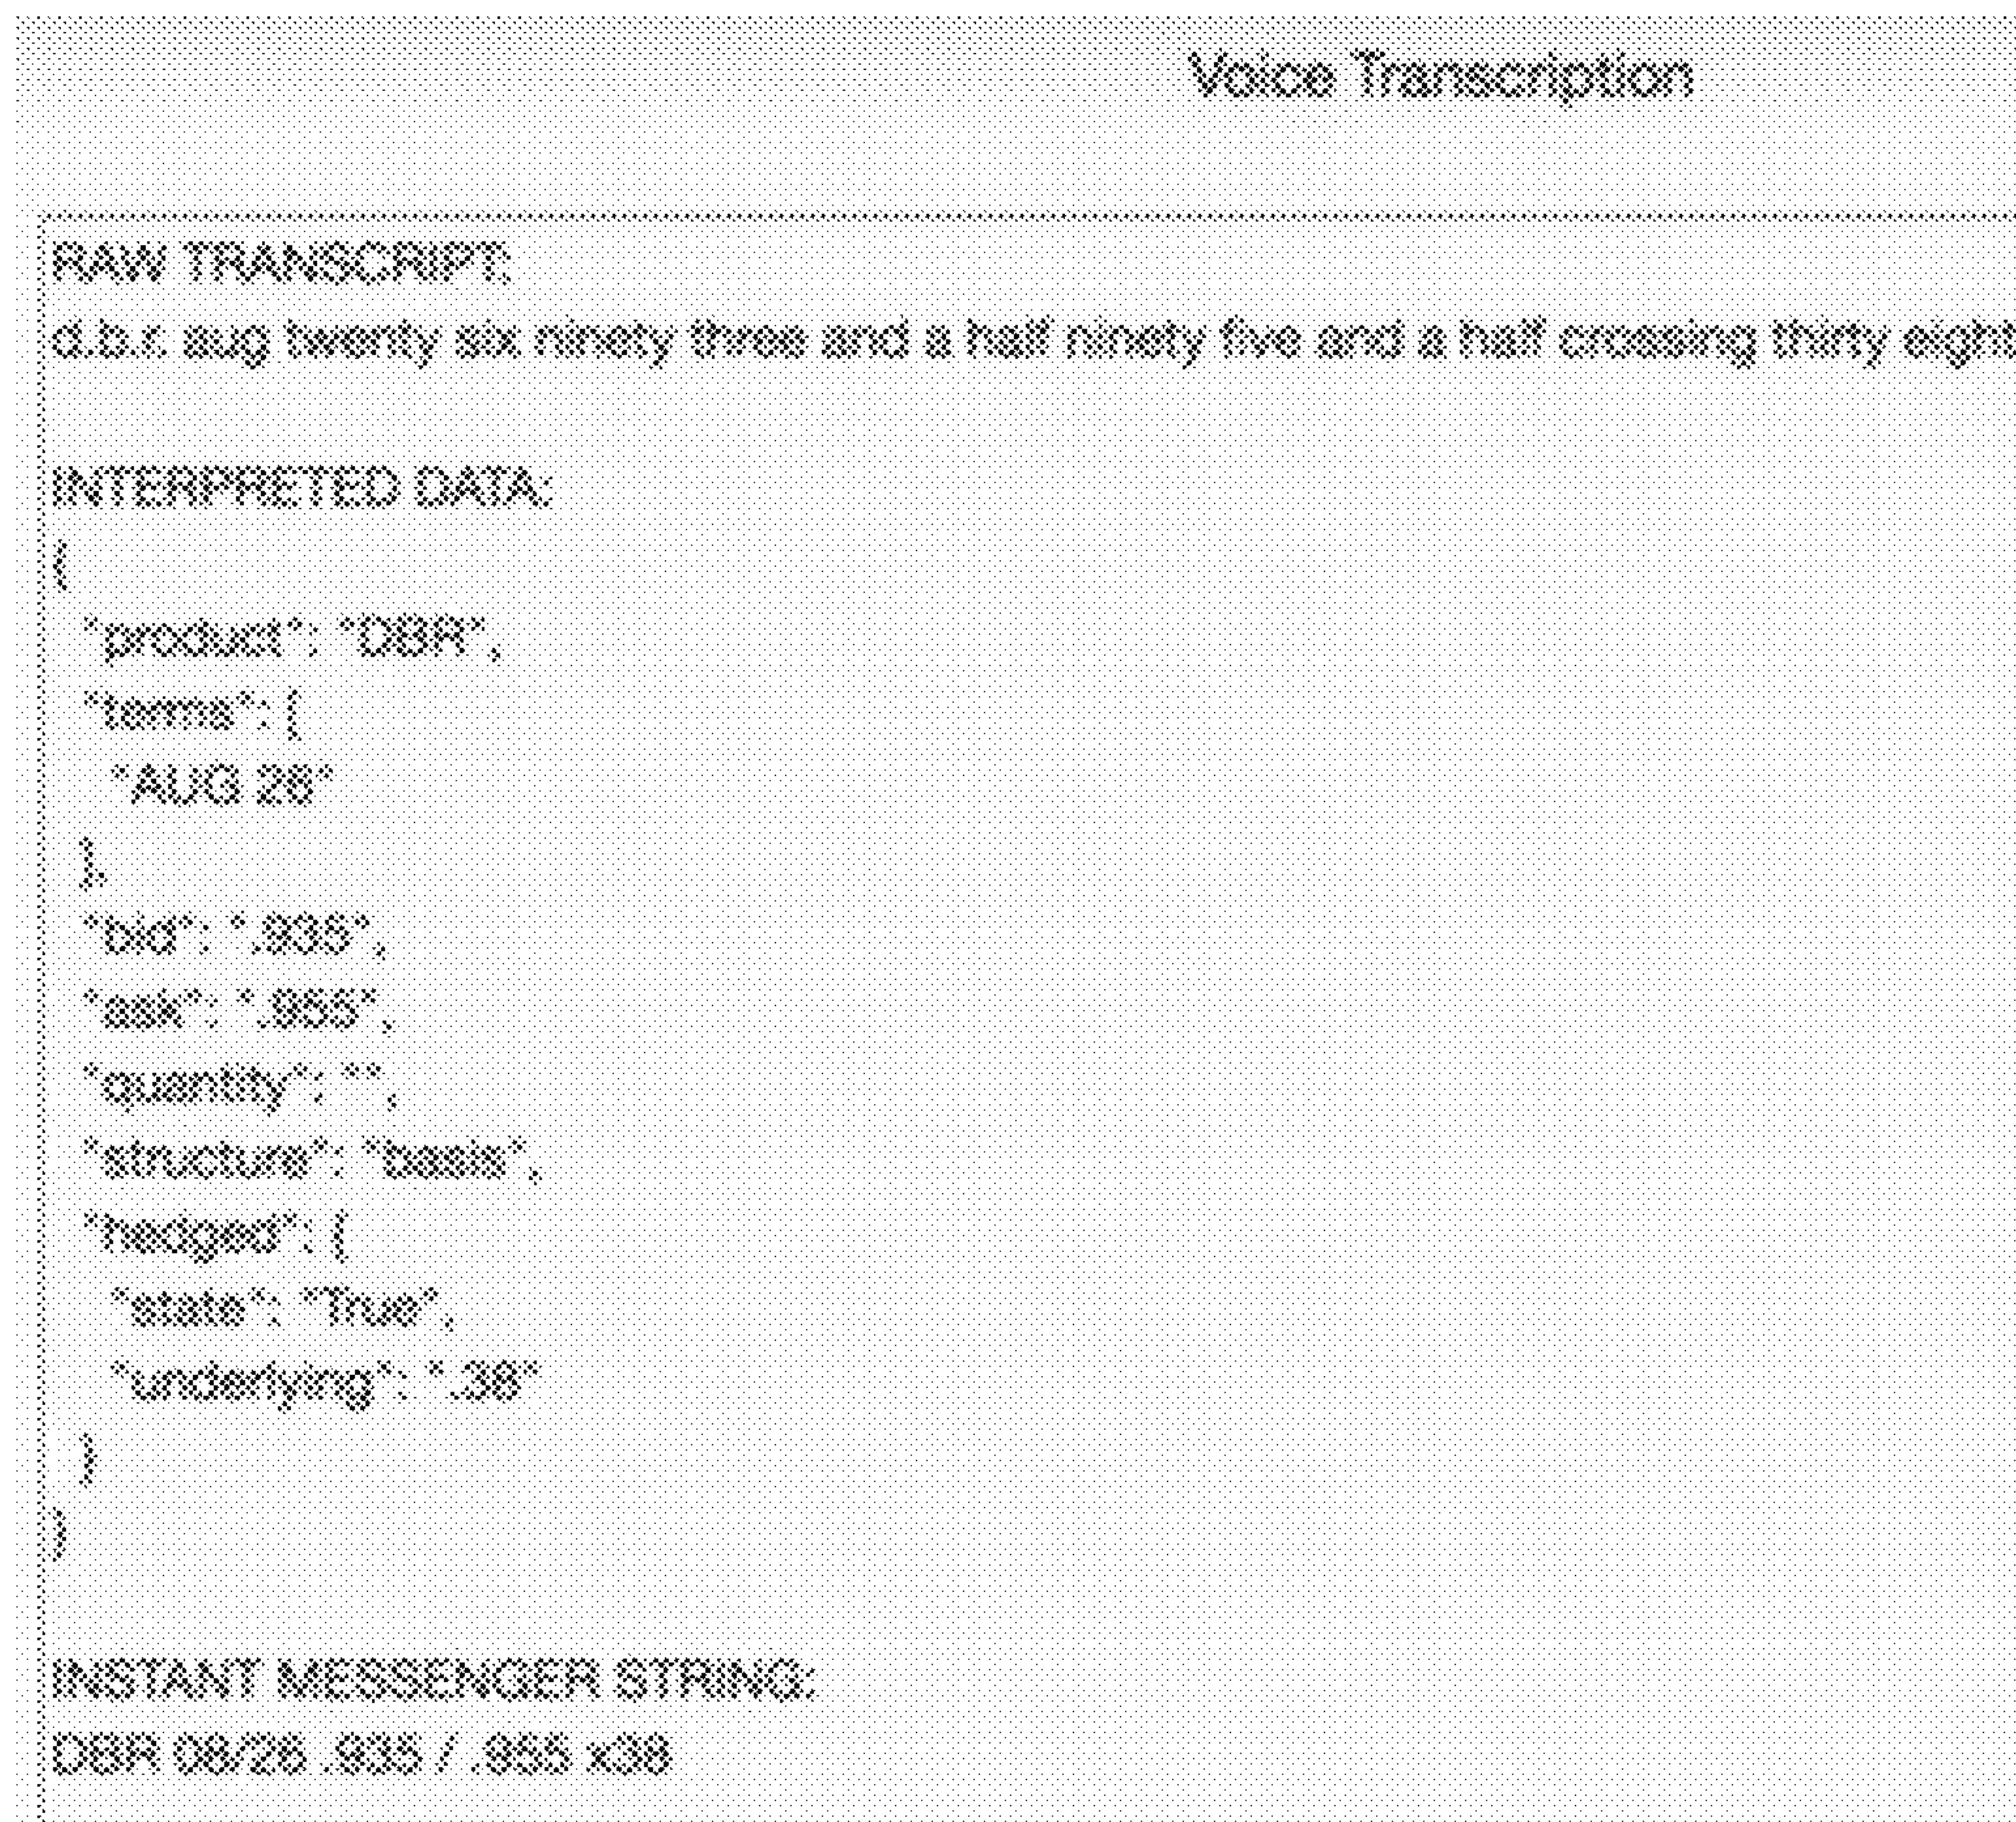 Voice Transcription
RAW TRANSCRIPT:
d.b.r. aug twenty six ninety three and a half ninety five and a half crossing thirty eight
INTERPRETED DATA:
{
"product": "DBR",
"terms": [
"AUG 26"
],
"bid": ".935",
"ask": ".955",
"quantity": "",
"structure": "basis",
"hedged": {
"state": "True",
"underlying": ".38"
}
}
INSTANT MESSENGER STRING:
DBR 08/26 .935 / .955 x38